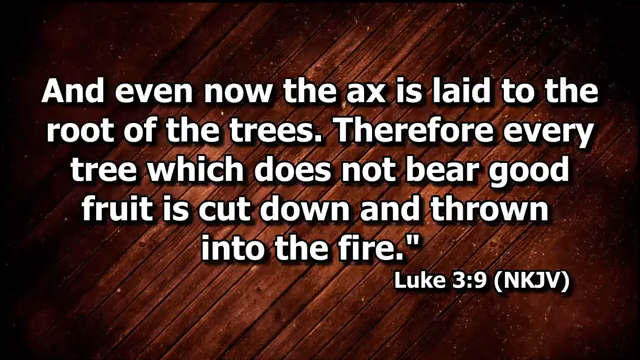 And even now the ax is laid to the
root of the trees. Therefore every
tree which does not bear good
fruit is cut down and thrown
into the fire."
Luke 3:9 (NKJV)